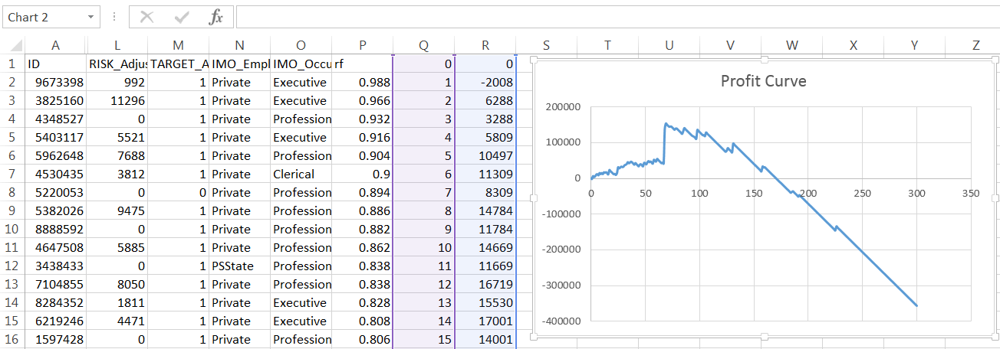 Chart 2 fx
A L M N O P Q R S T U V W X Y Z
1 ID RISK_Adjus TARGET_A IMO_Empl IMO_Occu rf 0 0
2 9673398 992 1 Private Executive 0.988 1 -2008
3 3825160 11296 1 Private Executive 0.966 2 6288
4 4348527 0 1 Private Profession 0.932 3 3288
5 5403117 5521 1 Private Executive 0.916 4 5809
6 5962648 7688 1 Private Profession 0.904 5 10497
7 4530435 3812 1 Private Clerical 0.9 6 11309
8 5220053 0 0 Private Profession 0.894 7 8309
9 5382026 9475 1 Private Profession 0.886 8 14784
10 8888592 0 1 Private Profession 0.882 9 11784
11 4647508 5885 1 Private Profession 0.862 10 14669
12 3438433 0 1 PSState Profession 0.838 11 11669
13 7104855 8050 1 Private Profession 0.838 12 16719
14 8284352 1811 1 Private Executive 0.828 13 15530
15 6219246 4471 1 Private Executive 0.808 14 17001
16 1597428 0 1 Private Profession 0.806 15 14001
Profit Curve
200000
100000
0
-100000
-200000
-300000
-400000
0 50 100 150 200 250 300 350